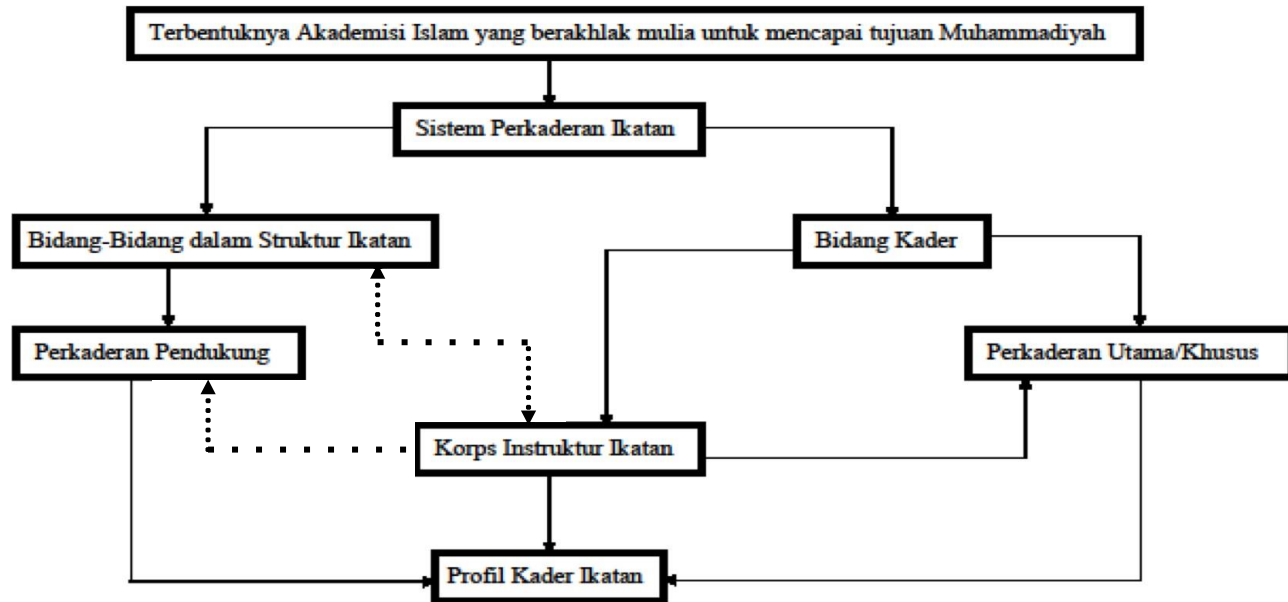 Terbentuknya Akademisi Islam yang berakhlak mulia untuk mencapai tujuan Muhammadiyah
Sistem Perkaderan Ikatan
Bidang-Bidang dalam Struktur Ikatan
Bidang Kader
Perkaderan Pendukung
Perkaderan Utama/Khusus
Korps Instruktur Ikatan
Profil Kader Ikatan